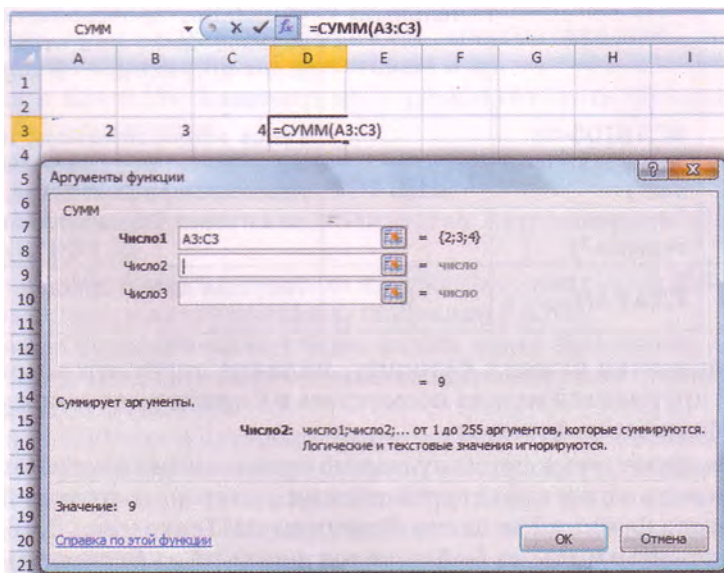 СУММ =СУММ(A3:C3)
A B C D E F G H I
1
2
3 2 3 4 =СУММ(A3:C3)
4
5 Аргументы функции
6 СУММ
7 Число1 A3:C3 = {2;3;4}
8 Число2 = число
9
10 Число3 = число
11
12
13 = 9
14 Суммирует аргументы.
15 Число2: число1;число2;... от 1 до 255 аргументов, которые суммируются.
16 Логические и текстовые значения игнорируются.
17
18
19 Значение: 9
20 Справка по этой функции ОК Отмена
21